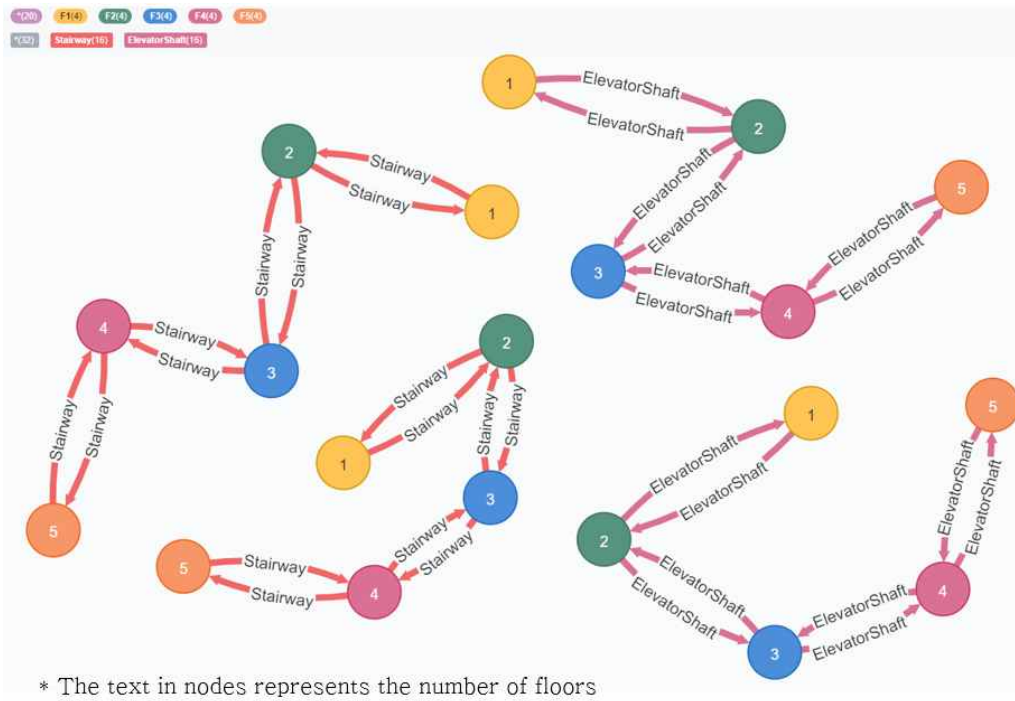 *(20) F1(4) F2(4) F3(4) F4(4) F5(4)
*(32) Stairway(16) ElevatorShaft(16)
1
ElevatorShaft
ElevatorShaft
2
ElevatorShaft
ElevatorShaft
3
ElevatorShaft
ElevatorShaft
4
ElevatorShaft
ElevatorShaft
5
2
Stairway
Stairway
1
Stairway
Stairway
4
Stairway
Stairway
3
Stairway
Stairway
5
2
Stairway
Stairway
1
Stairway
Stairway
3
Stairway
Stairway
5
Stairway
Stairway
4
1
ElevatorShaft
ElevatorShaft
2
ElevatorShaft
ElevatorShaft
3
ElevatorShaft
ElevatorShaft
4
ElevatorShaft
ElevatorShaft
5
* The text in nodes represents the number of floors